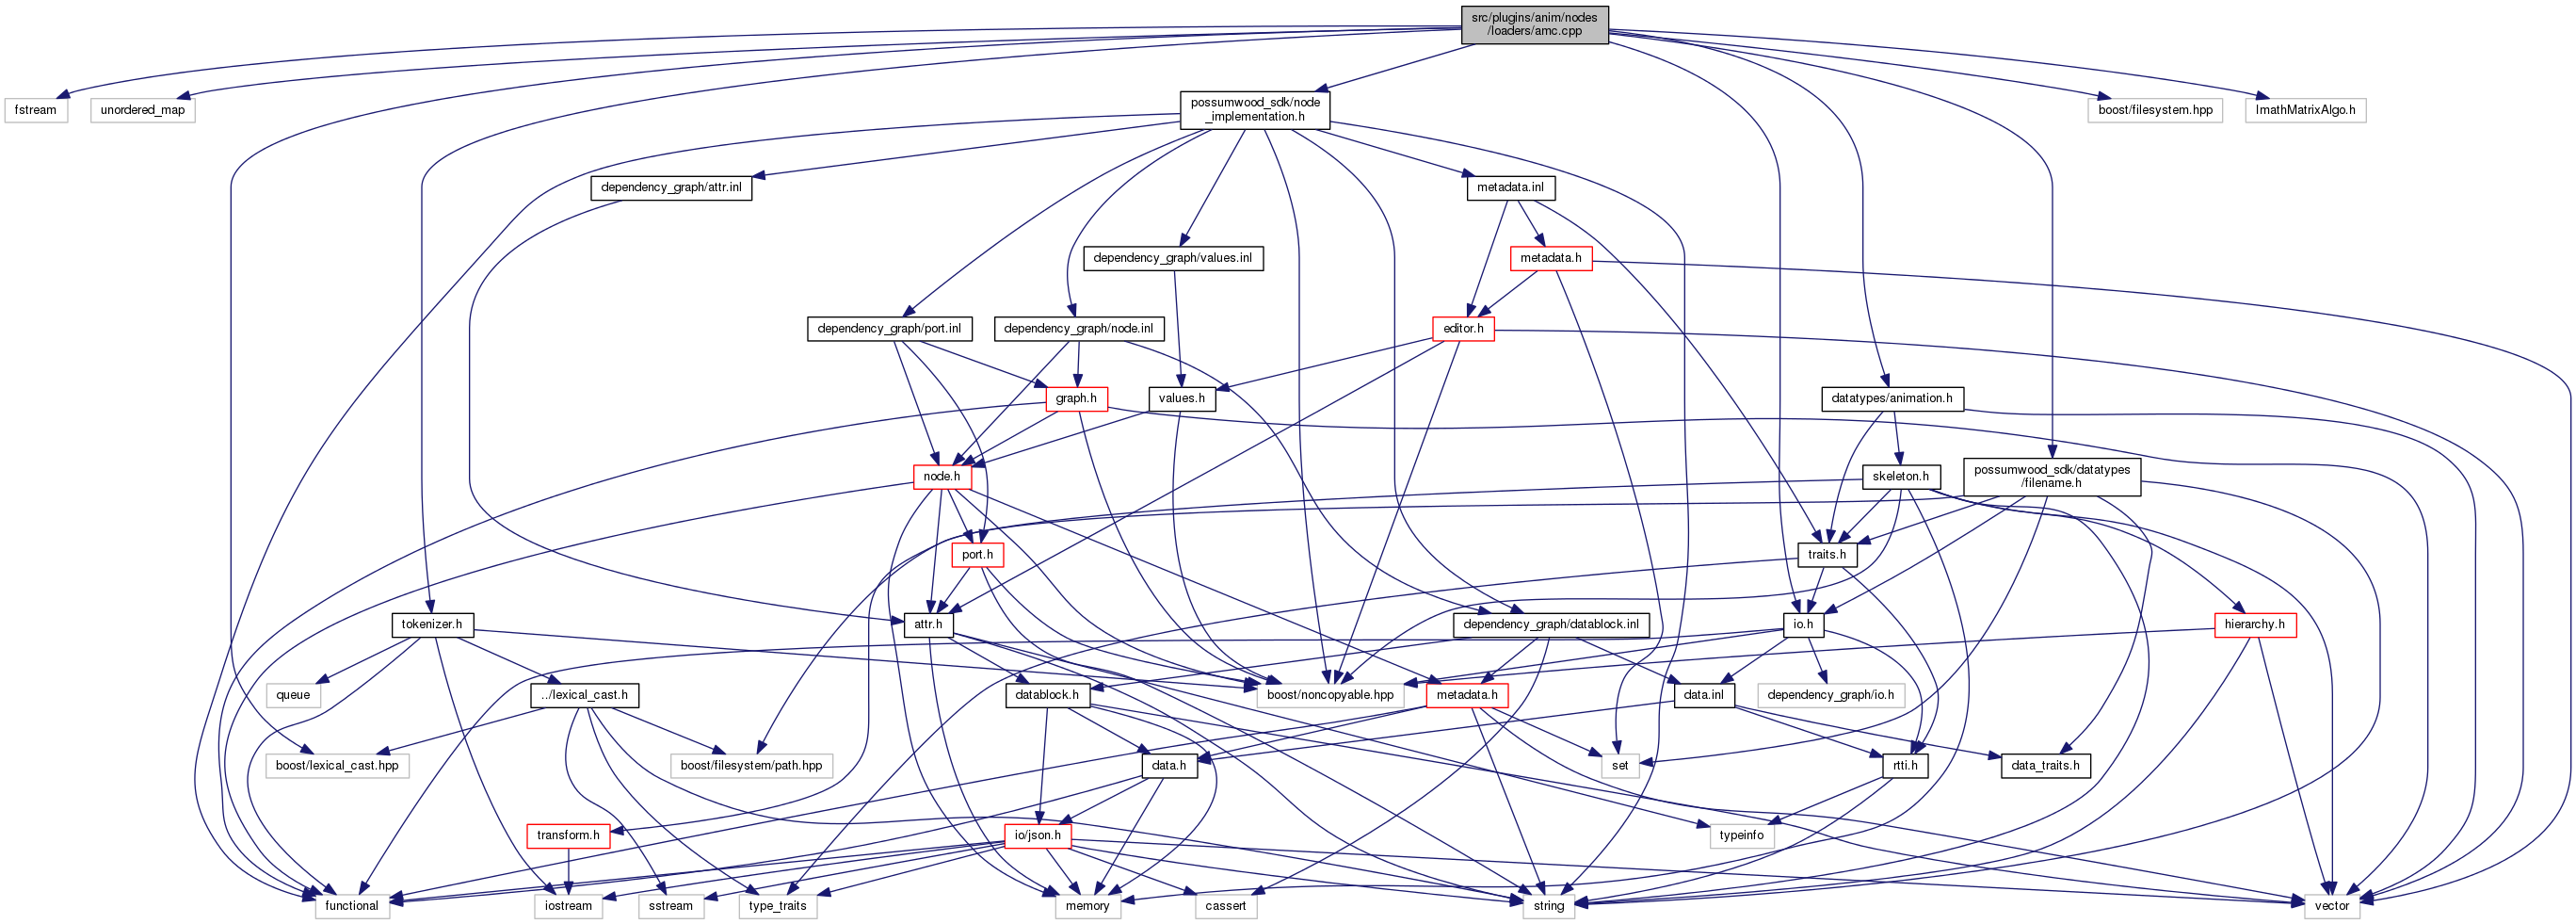 src/plugins/anim/nodes
/loaders/amc.cpp
fstream
unordered_map
possumwood_sdk/node
_implementation.h
boost/filesystem.hpp
ImathMatrixAlgo.h
dependency_graph/attr.inl
metadata.inl
dependency_graph/values.inl
metadata.h
dependency_graph/port.inl
dependency_graph/node.inl
editor.h
graph.h
values.h
datatypes/animation.h
node.h
skeleton.h
possumwood_sdk/datatypes
/filename.h
port.h
traits.h
tokenizer.h
attr.h
dependency_graph/datablock.inl
io.h
hierarchy.h
queue
../lexical_cast.h
datablock.h
boost/noncopyable.hpp
metadata.h
data.inl
dependency_graph/io.h
boost/lexical_cast.hpp
boost/filesystem/path.hpp
data.h
set
rtti.h
data_traits.h
transform.h
io/json.h
typeinfo
functional
iostream
sstream
type_traits
memory
cassert
string
vector